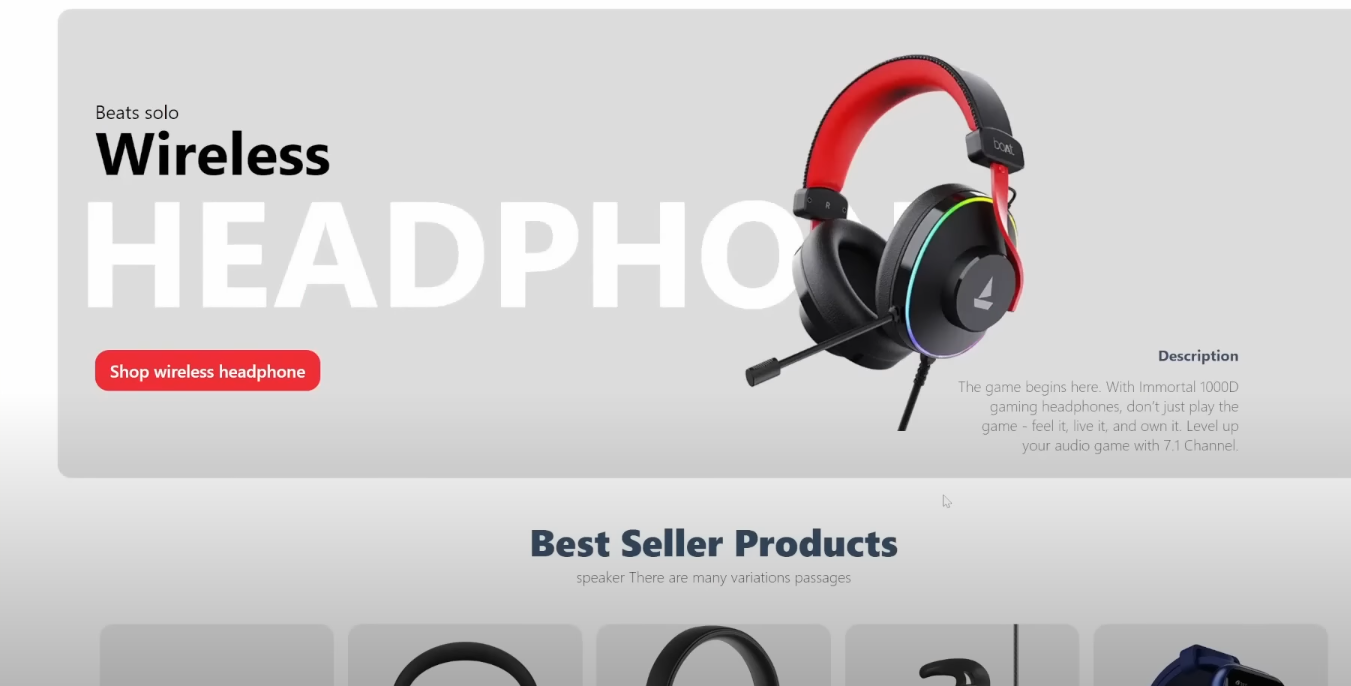 Beats solo
Wireless
HEADPHON
boAt
R
Shop wireless headphone
Description
The game begins here. With Immortal 1000D
gaming headphones, don't just play the
game - feel it, live it, and own it. Level up
your audio game with 7.1 Channel.
Best Seller Products
speaker There are many variations passages